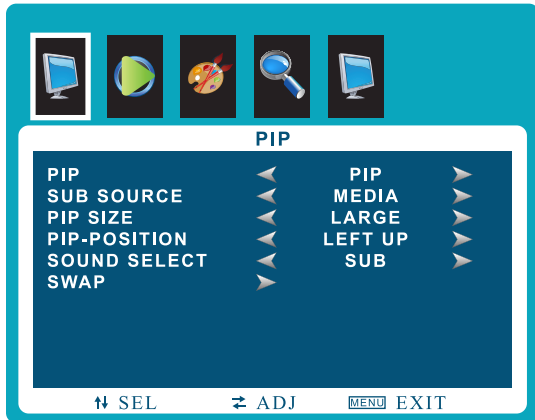 PIP
PIP PIP
SUB SOURCE MEDIA
PIP SIZE LARGE
PIP-POSITION LEFT UP
SOUND SELECT SUB
SWAP
SEL ADJ MENU EXIT